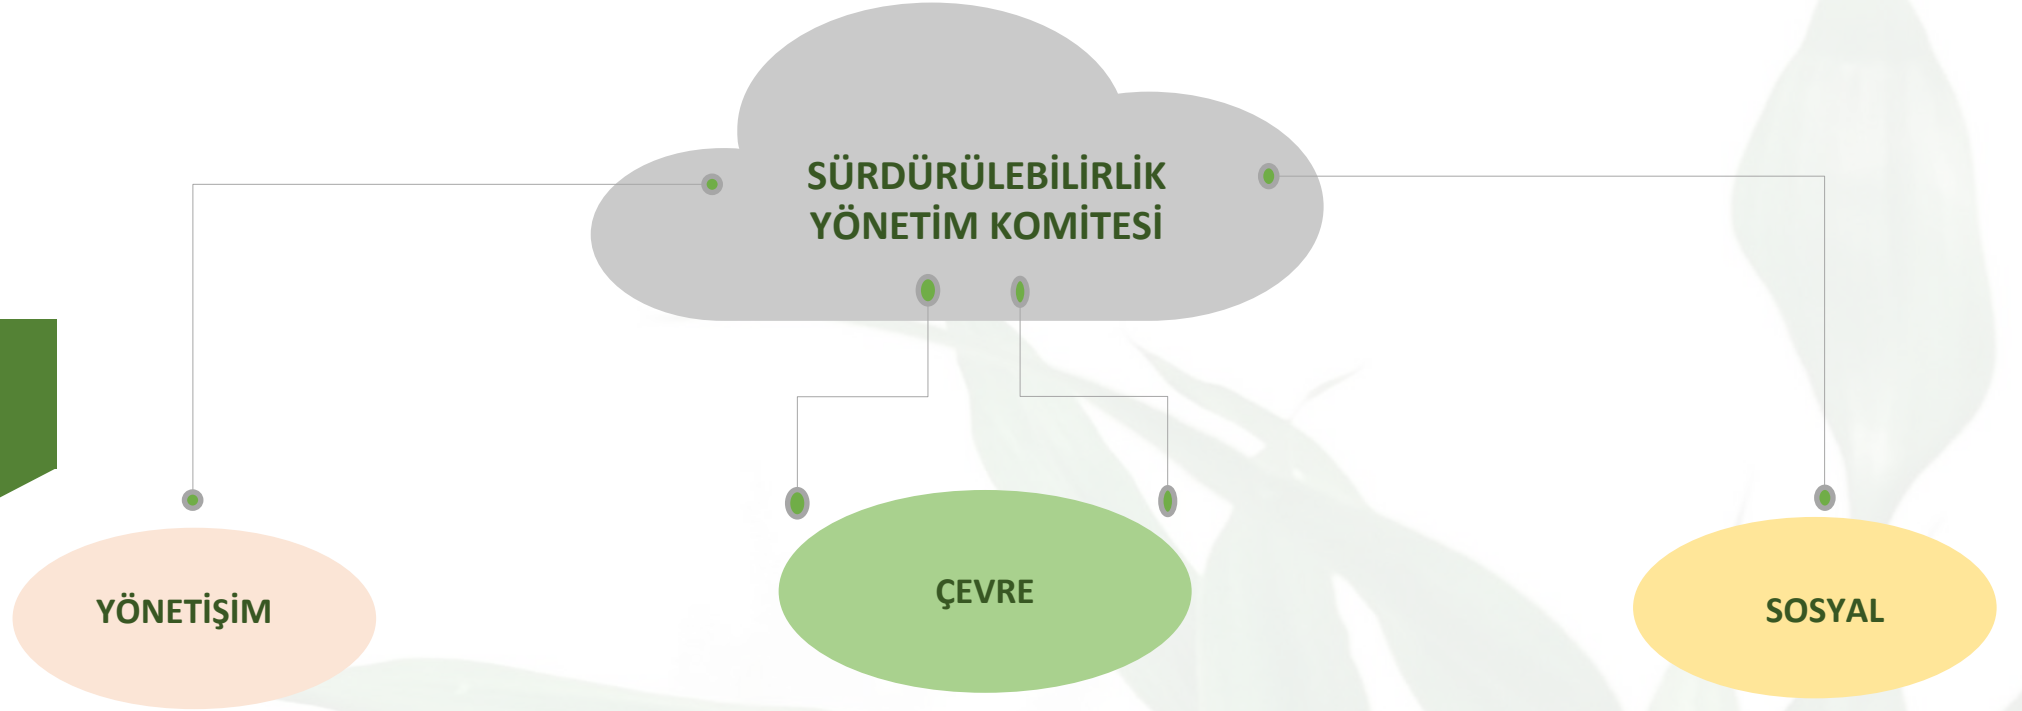 SÜRDÜRÜLEBİLİRLİK
YÖNETİM KOMİTESİ
YÖNETİŞİM
ÇEVRE
SOSYAL